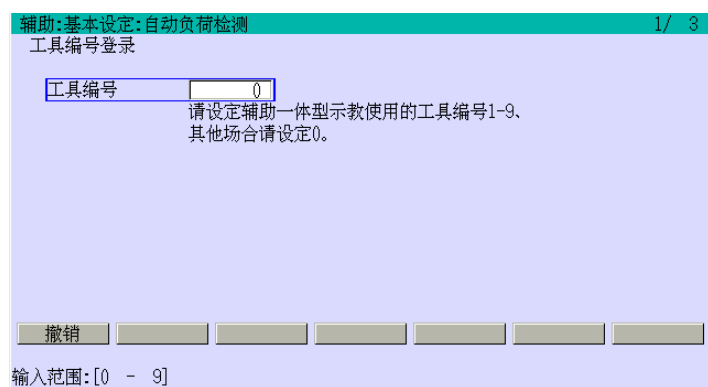 辅助:基本设定:自动负荷检测 1/ 3
工具编号登录
工具编号 0
请设定辅助一体型示教使用的工具编号1-9、
其他场合请设定0。
撤销
输入范围:[0 - 9]